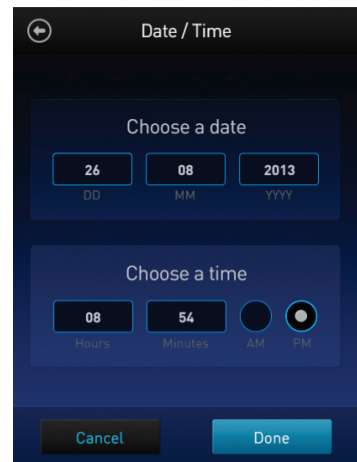 Date / Time
Choose a date
26 08 2013
DD MM YYYY
Choose a time
08 54
Hours Minutes AM PM
Cancel Done